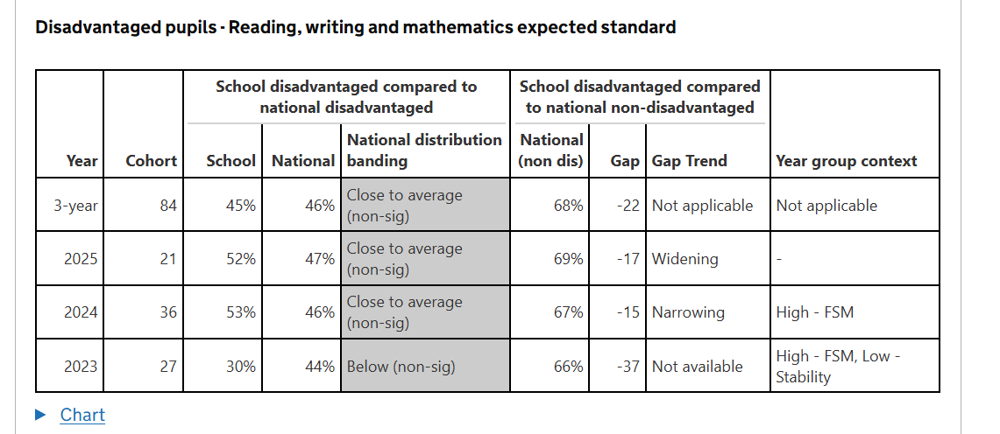 Disadvantaged pupils - Reading, writing and mathematics expected standard
School disadvantaged compared to national disadvantaged
School disadvantaged compared to national non-disadvantaged
Year Cohort School National National distribution banding National (non dis) Gap Gap Trend Year group context
3-year 84 45% 46% Close to average (non-sig) 68% -22 Not applicable Not applicable
2025 21 52% 47% Close to average (non-sig) 69% -17 Widening -
2024 36 53% 46% Close to average (non-sig) 67% -15 Narrowing High - FSM
2023 27 30% 44% Below (non-sig) 66% -37 Not available High - FSM, Low - Stability
Chart